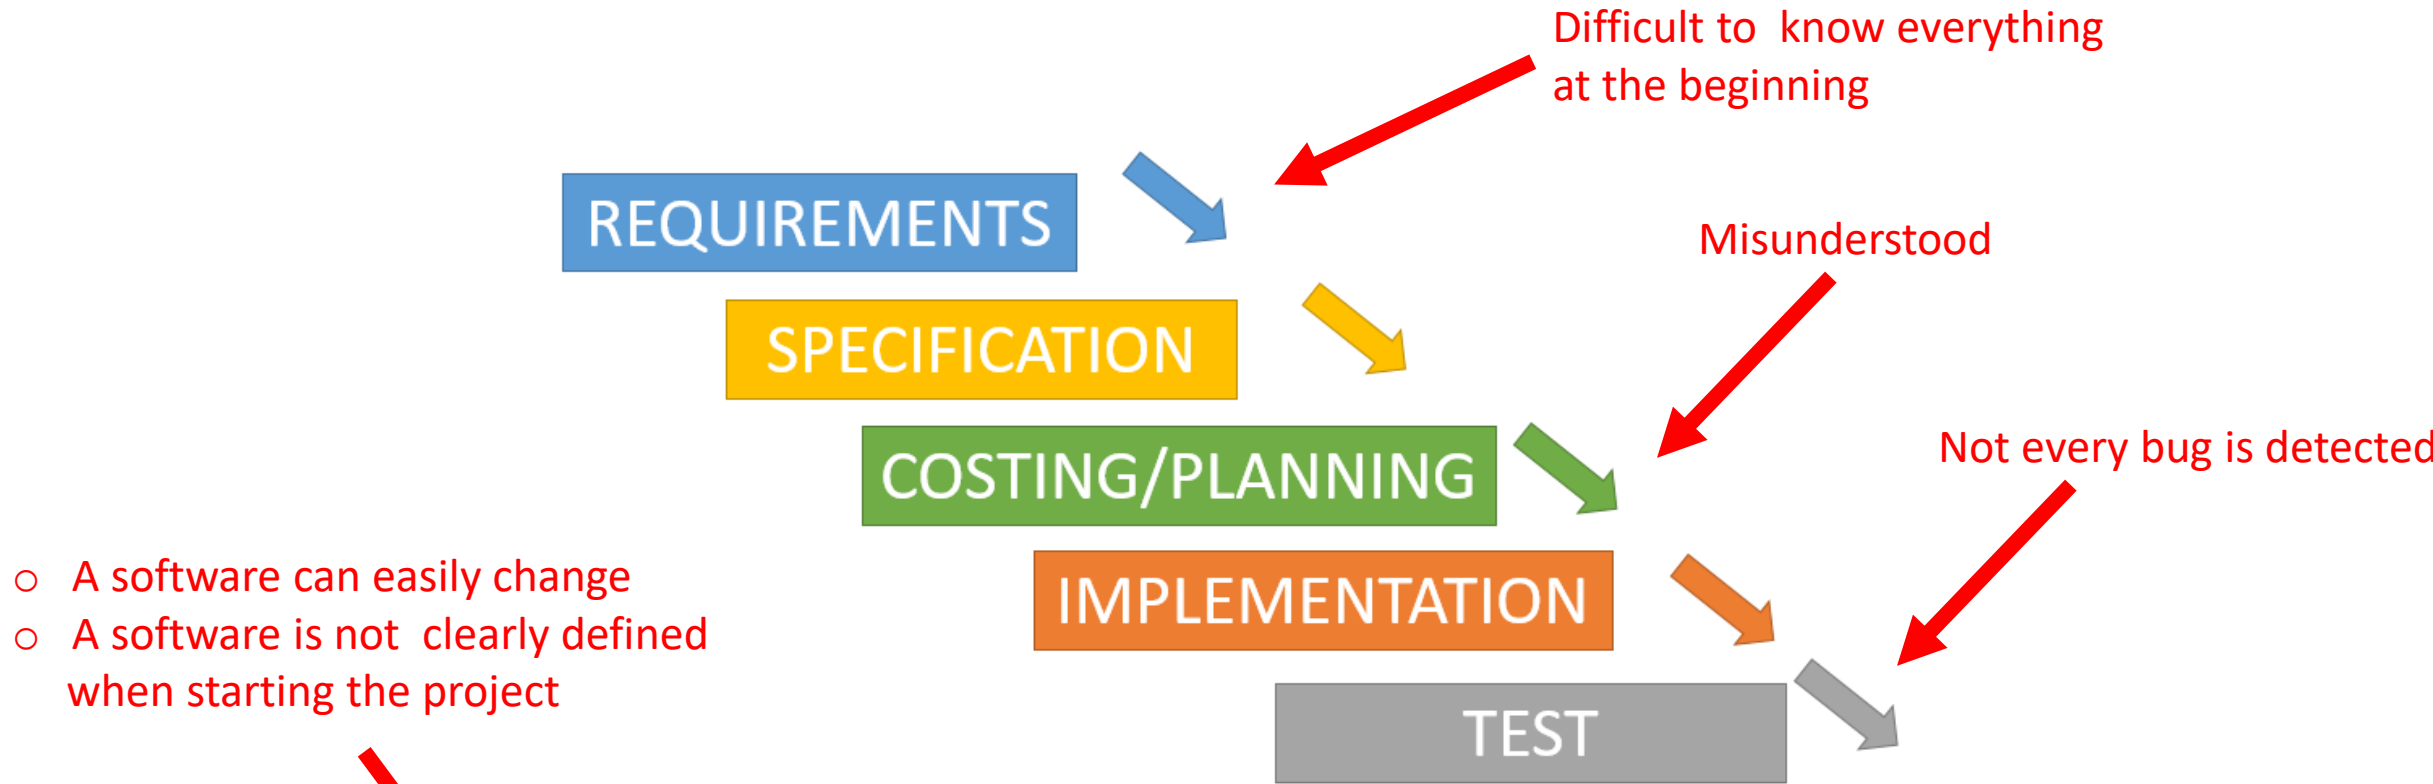 Difficult to know everything
at the beginning
REQUIREMENTS
Misunderstood
SPECIFICATION
Not every bug is detected
COSTING/PLANNING
○ A software can easily change
○ A software is not clearly defined
when starting the project
IMPLEMENTATION
TEST